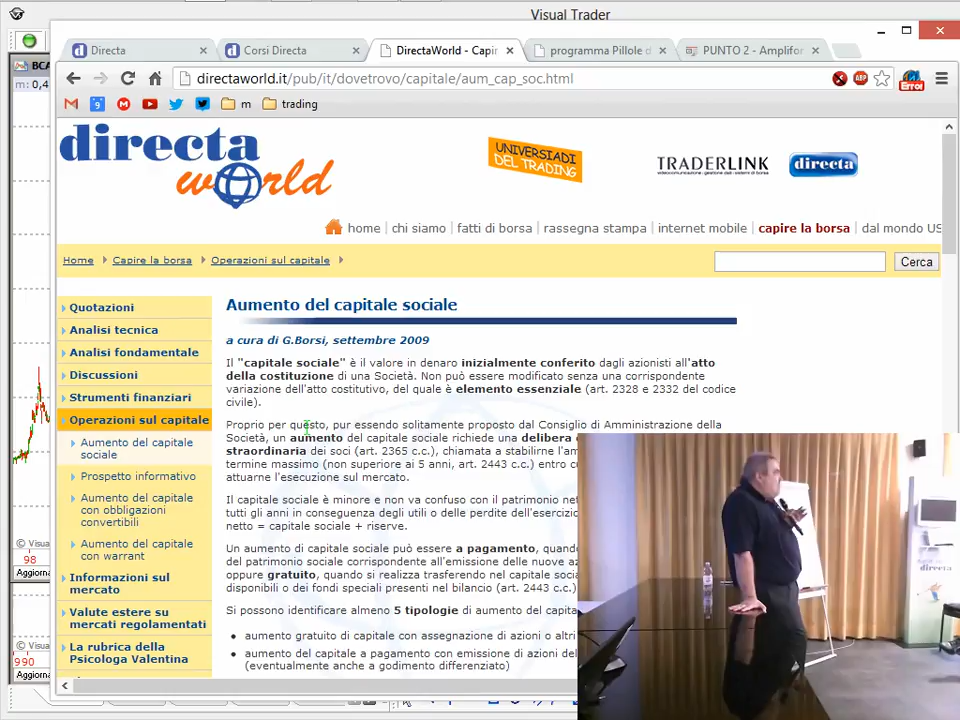 Visual Trader
Directa
Corsi Directa
DirectaWorld - Capir
programma Pillole d
PUNTO 2 - Amplifor
BCA
m: 0,4
directaworld.it/pub/it/dovetrovo/capitale/aum_cap_soc.html
ABP
Error
m
trading
directa
world
UNIVERSIADI
DEL TRADING
TRADERLINK
directa
home | chi siamo | fatti di borsa | rassegna stampa | internet mobile | capire la borsa | dal mondo US
Home Capire la borsa Operazioni sul capitale
Cerca
Quotazioni
Analisi tecnica
Analisi fondamentale
Discussioni
Strumenti finanziari
Operazioni sul capitale
Aumento del capitale
sociale
Prospetto informativo
Aumento del capitale
con obbligazioni
convertibili
Aumento del capitale
con warrant
Informazioni sul
mercato
Valute estere su
mercati regolamentati
La rubrica della
Psicologa Valentina
Aumento del capitale sociale
a cura di G.Borsi, settembre 2009
Il "capitale sociale" è il valore in denaro inizialmente conferito dagli azionisti all'atto
della costituzione di una Società. Non può essere modificato senza una corrispondente
variazione dell'atto costitutivo, del quale è elemento essenziale (art. 2328 e 2332 del codice
civile).
Proprio per questo, pur essendo solitamente proposto dal Consiglio di Amministrazione della
Società, un aumento del capitale sociale richiede una delibera
straordinaria dei soci (art. 2365 c.c.), chiamata a stabilirne l'am
termine massimo (non superiore ai 5 anni, art. 2443 c.c.) entro cu
attuarne l'esecuzione sul mercato.
Il capitale sociale è minore e non va confuso con il patrimonio net
tutti gli anni in conseguenza degli utili o delle perdite dell'esercizio
netto = capitale sociale + riserve.
Un aumento di capitale sociale può essere a pagamento, quando
del patrimonio sociale corrispondente all'emissione delle nuove az
oppure gratuito, quando si realizza trasferendo nel capitale socia
disponibili o dei fondi speciali presenti nel bilancio (art. 2443 c.c.)
Si possono identificare almeno 5 tipologie di aumento del capita
aumento gratuito di capitale con assegnazione di azioni o altri
aumento del capitale a pagamento con emissione di azioni del
(eventualmente anche a godimento differenziato)
© Visual
98
Aggiorna
© Visua
990
Aggiorna
directa